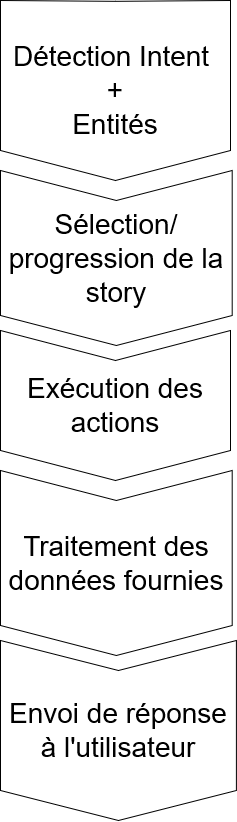 Détection Intent
+
Entités
Sélection/
progression de la
story
Exécution des
actions
Traitement des
données fournies
Envoi de réponse
à l'utilisateur